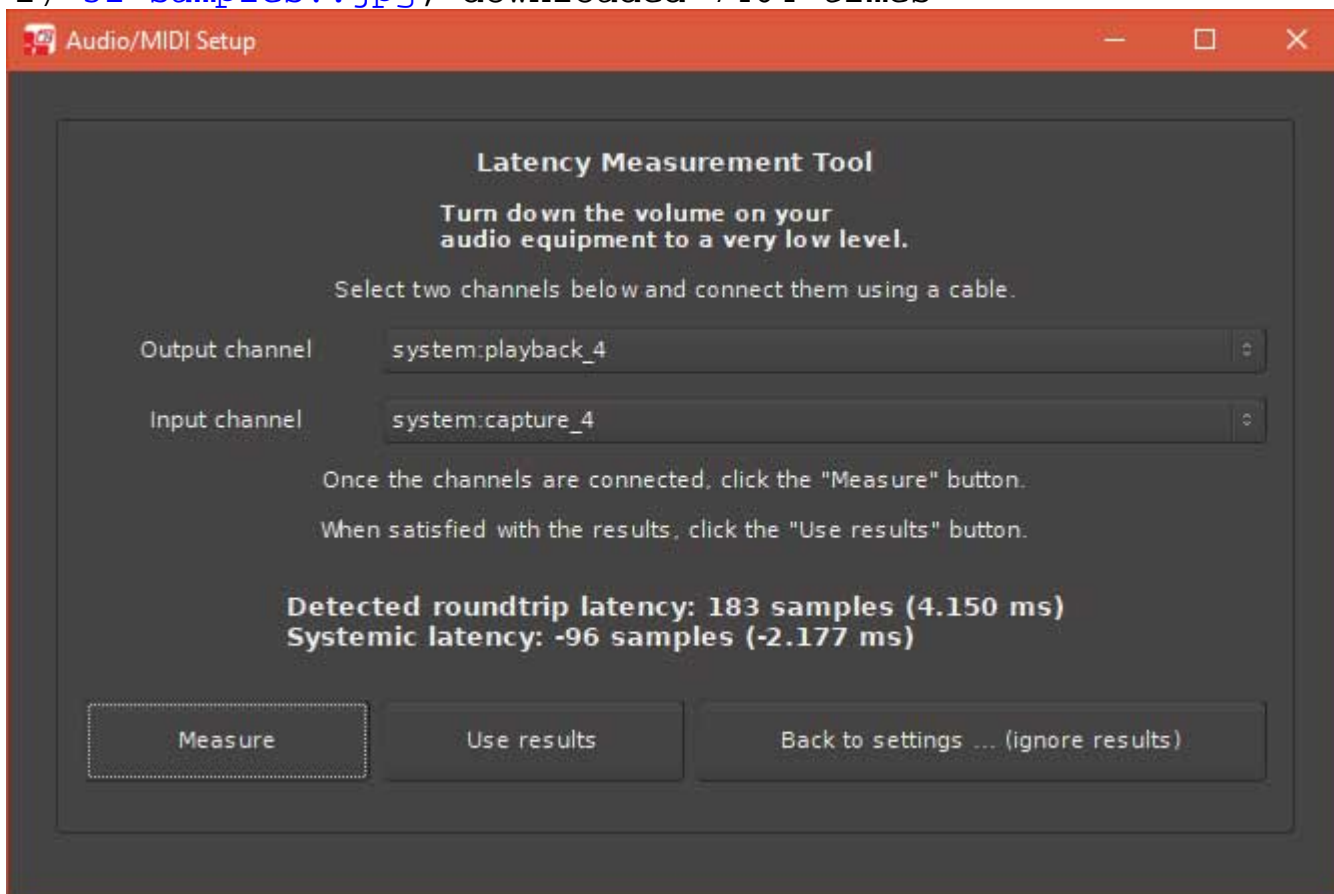 Audio/MIDI Setup
Latency Measurement Tool
Turn down the volume on your
audio equipment to a very low level.
Select two channels below and connect them using a cable.
Output channel system:playback_4
Input channel system:capture_4
Once the channels are connected, click the "Measure" button.
When satisfied with the results, click the "Use results" button.
Detected roundtrip latency: 183 samples (4.150 ms)
Systemic latency: -96 samples (-2.177 ms)
Measure Use results Back to settings ... (ignore results)